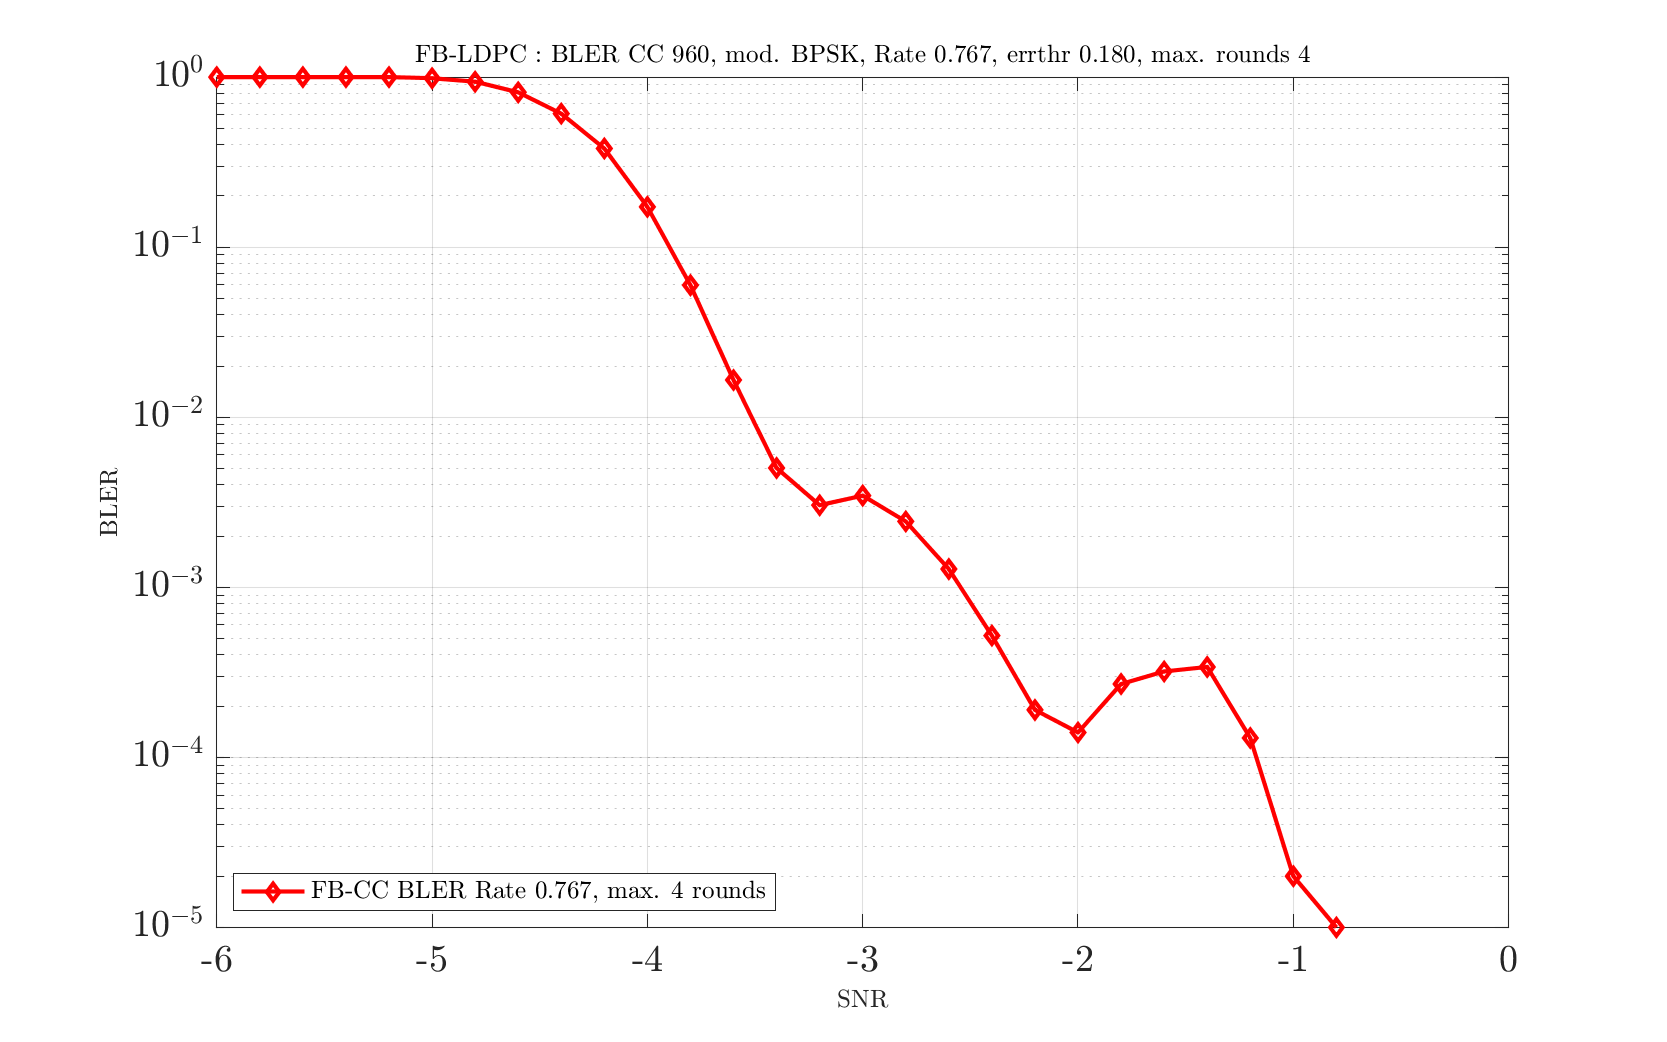 FB-LDPC : BLER CC 960, mod. BPSK, Rate 0.767, errthr 0.180, max. rounds 4
10^0
10^-1
10^-2
10^-3
10^-4
10^-5
BLER
FB-CC BLER Rate 0.767, max. 4 rounds
-6 -5 -4 -3 -2 -1 0
SNR